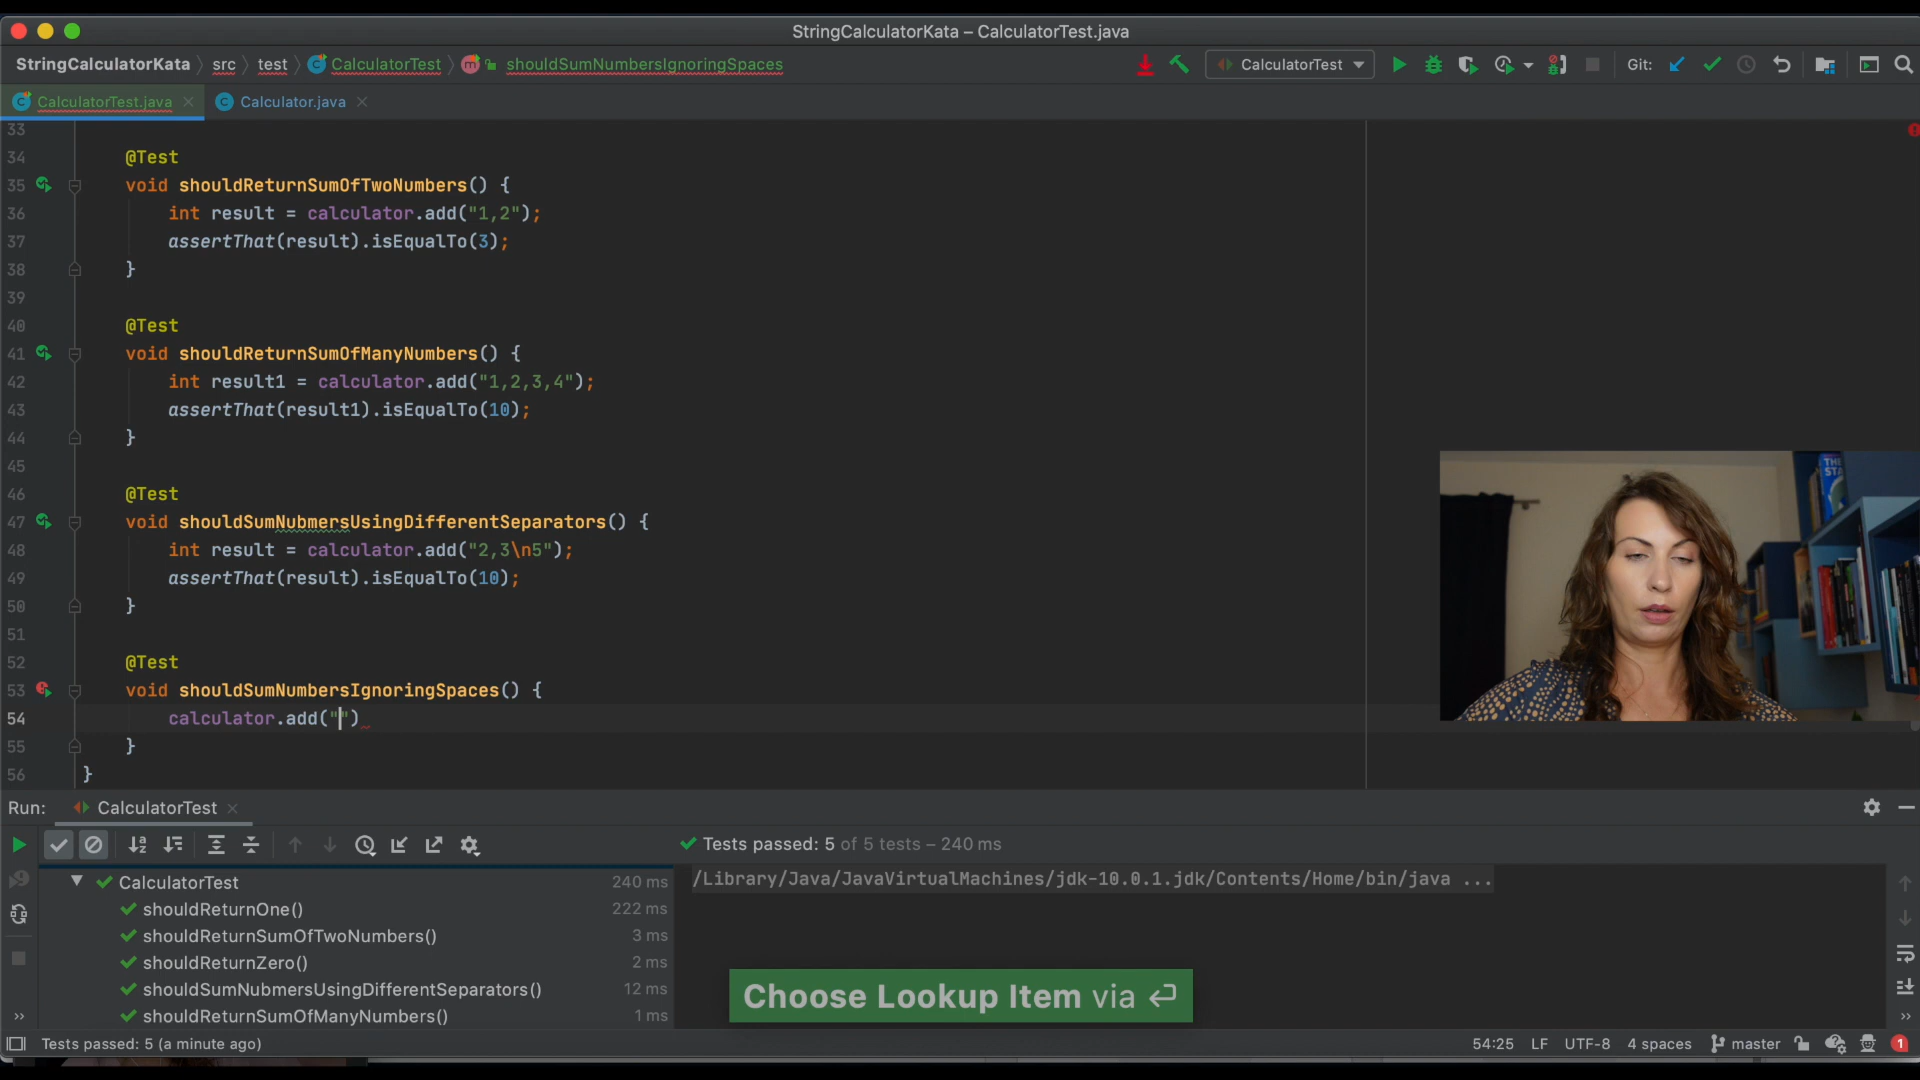 StringCalculatorKata – CalculatorTest.java
StringCalculatorKata src test CalculatorTest shouldSumNumbersIgnoringSpaces CalculatorTest Git:
CalculatorTest.java Calculator.java
33
34 @Test
35 void shouldReturnSumOfTwoNumbers() {
36 int result = calculator.add("1,2");
37 assertThat(result).isEqualTo(3);
38 }
39
40 @Test
41 void shouldReturnSumOfManyNumbers() {
42 int result1 = calculator.add("1,2,3,4");
43 assertThat(result1).isEqualTo(10);
44 }
45
46 @Test
47 void shouldSumNubmersUsingDifferentSeparators() {
48 int result = calculator.add("2,3\n5");
49 assertThat(result).isEqualTo(10);
50 }
51
52 @Test
53 void shouldSumNumbersIgnoringSpaces() {
54 calculator.add("")
55 }
56 }
Run: CalculatorTest
Tests passed: 5 of 5 tests – 240 ms
CalculatorTest 240 ms
/Library/Java/JavaVirtualMachines/jdk-10.0.1.jdk/Contents/Home/bin/java ...
shouldReturnOne() 222 ms
shouldReturnSumOfTwoNumbers() 3 ms
shouldReturnZero() 2 ms
shouldSumNubmersUsingDifferentSeparators() 12 ms
shouldReturnSumOfManyNumbers() 1 ms
Choose Lookup Item via ⏎
Tests passed: 5 (a minute ago) 54:25 LF UTF-8 4 spaces master 1